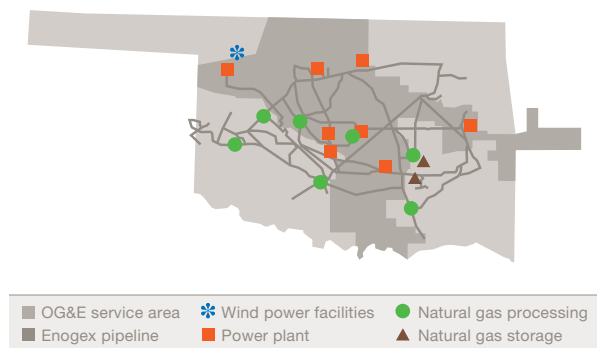 OG&E service area
Wind power facilities
Natural gas processing
Enogex pipeline
Power plant
Natural gas storage